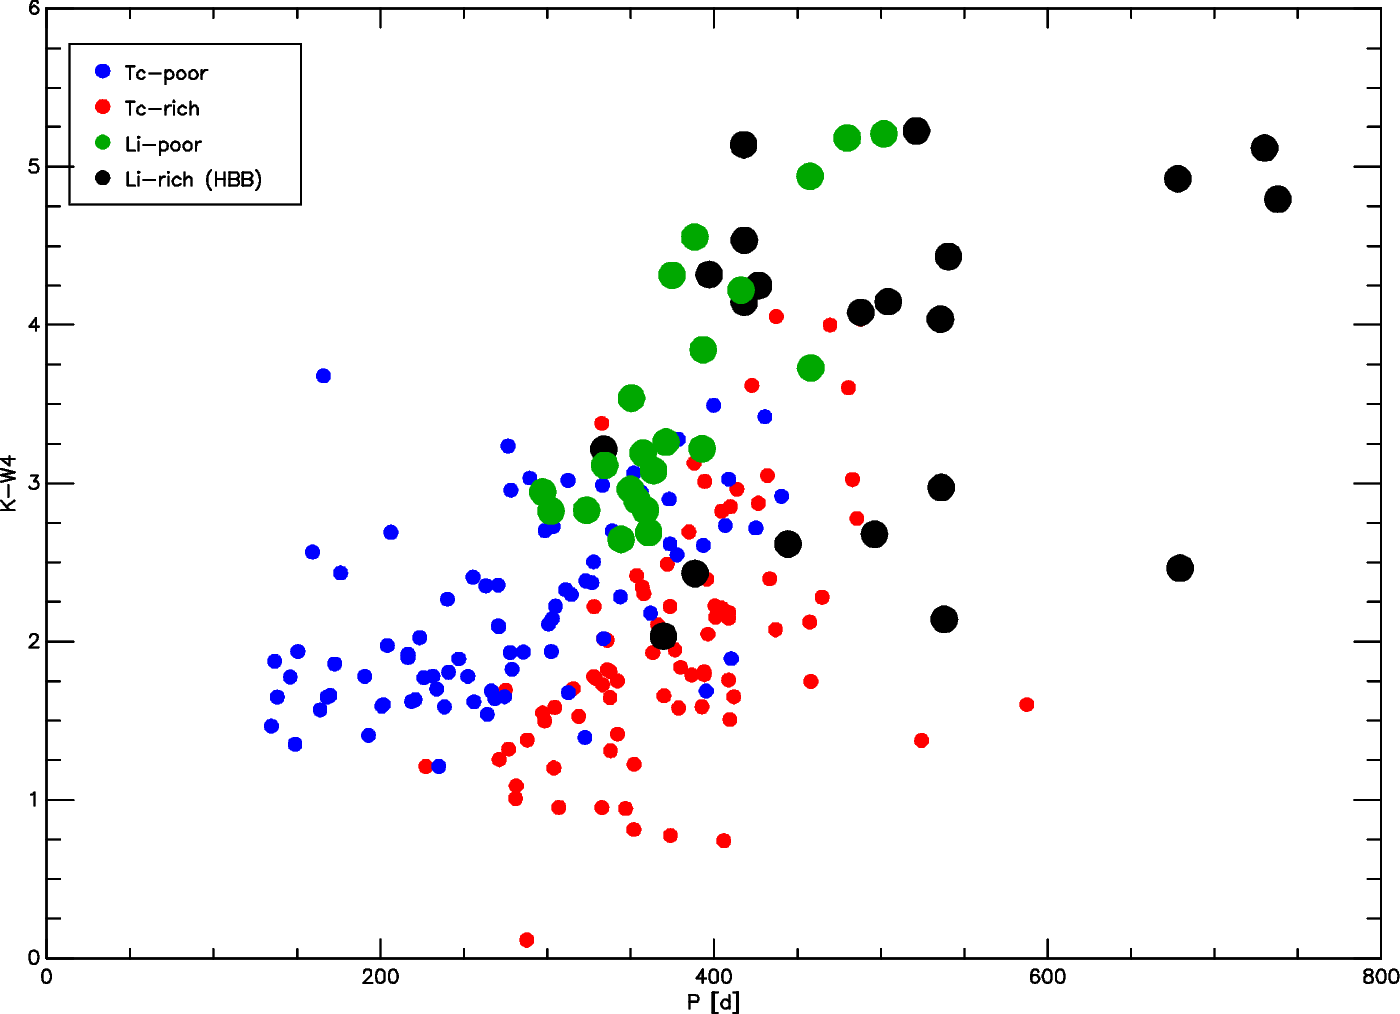 6
Tc-poor
Tc-rich
Li-poor
5
Li-rich (HBB)
4
3
K-W4
2
1
0
0 200 400 600 800
P [d]